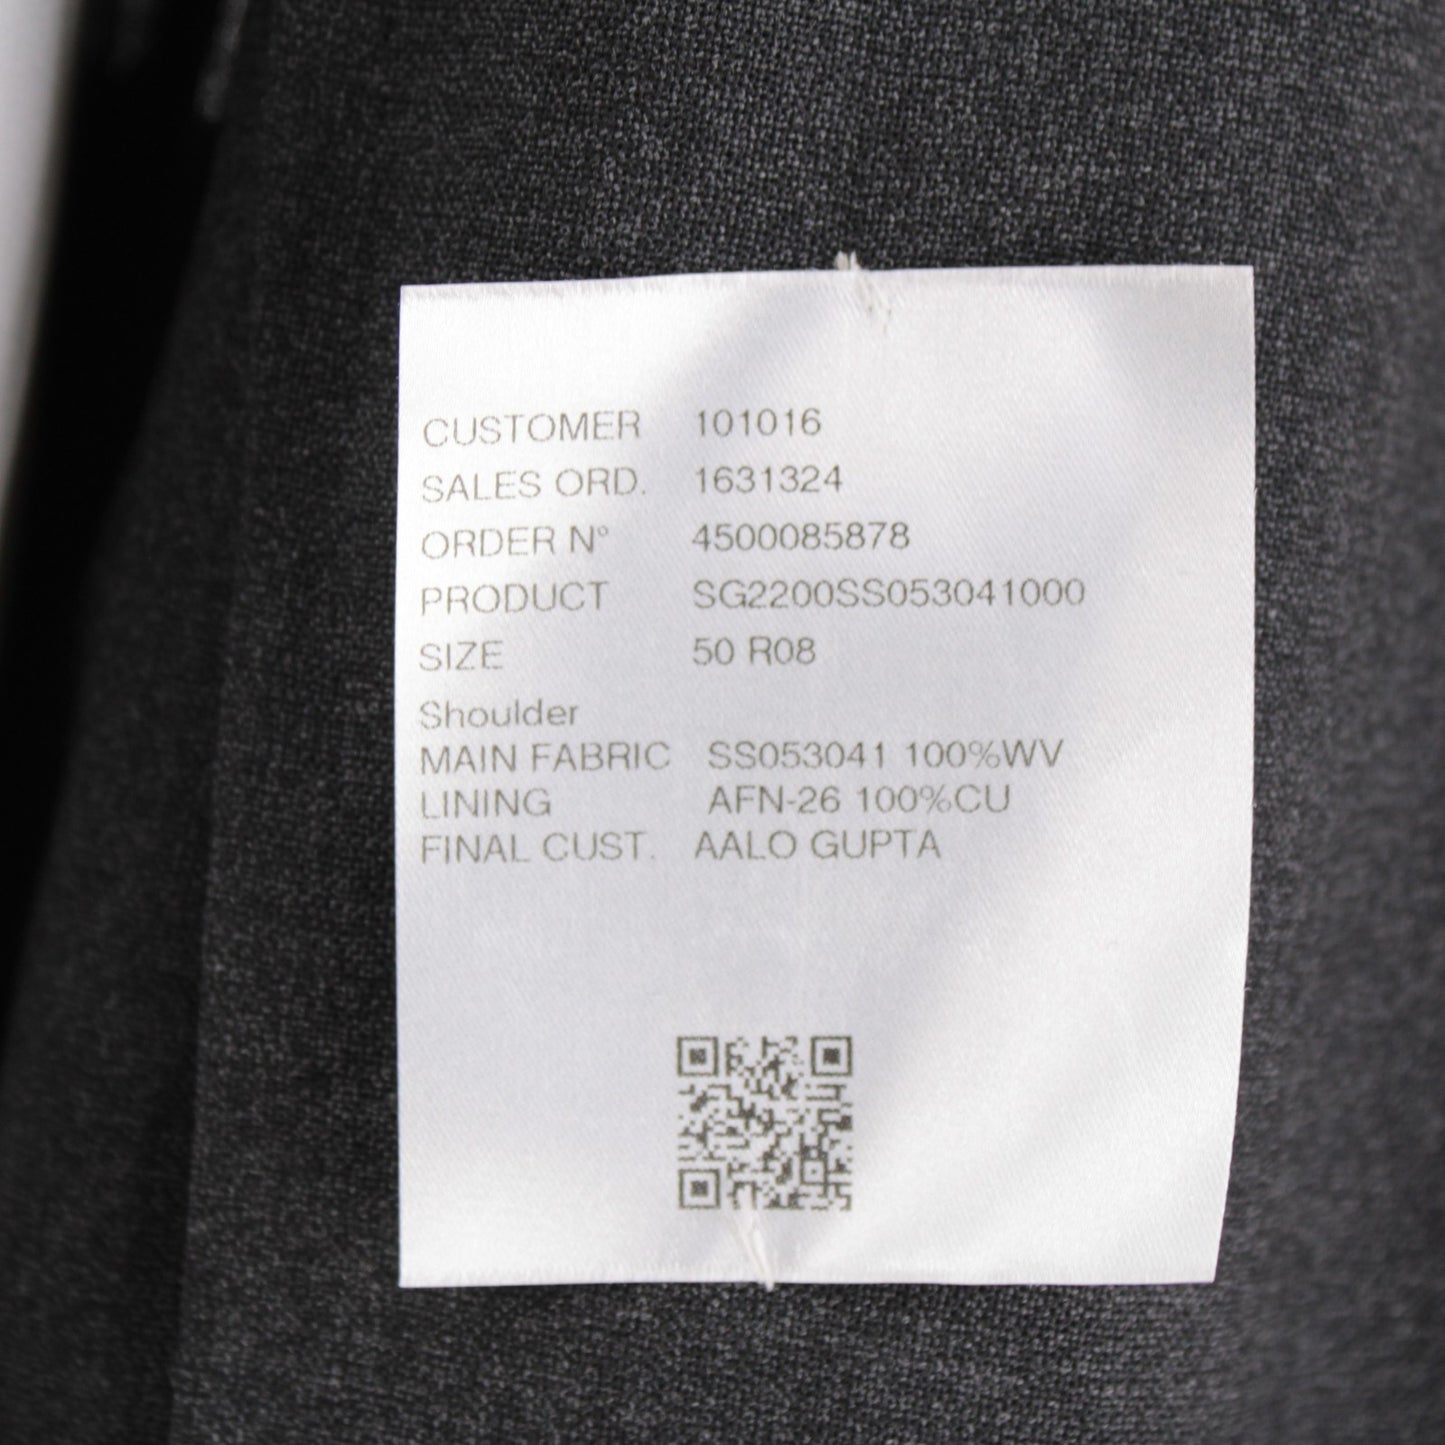 CUSTOMER 101016
SALES ORD. 1631324
ORDER N° 4500085878
PRODUCT SG2200SS053041000
SIZE 50 R08
Shoulder
MAIN FABRIC SS053041 100%WV
LINING AFN-26 100%CU
FINAL CUST. AALO GUPTA